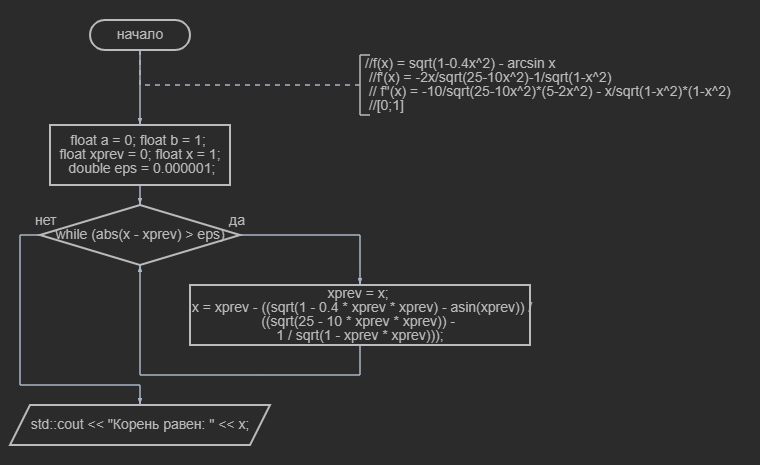 начало
//f(x) = sqrt(1-0.4x^2) - arcsin x
//f'(x) = -2x/sqrt(25-10x^2)-1/sqrt(1-x^2)
// f''(x) = -10/sqrt(25-10x^2)*(5-2x^2) - x/sqrt(1-x^2)*(1-x^2)
//[0;1]
float a = 0; float b = 1;
float xprev = 0; float x = 1;
double eps = 0.000001;
нет
да
while (abs(x - xprev) > eps)
xprev = x;
x = xprev - ((sqrt(1 - 0.4 * xprev * xprev) - asin(xprev)) /
((sqrt(25 - 10 * xprev * xprev)) -
1 / sqrt(1 - xprev * xprev)));
std::cout << "Корень равен: " << x;